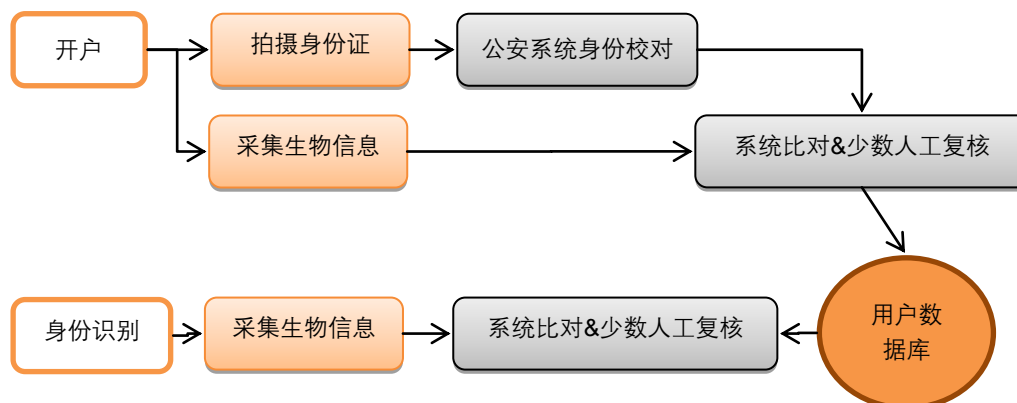 开户
拍摄身份证
公安系统身份校对
采集生物信息
系统比对&少数人工复核
身份识别
采集生物信息
系统比对&少数人工复核
用户数
据库